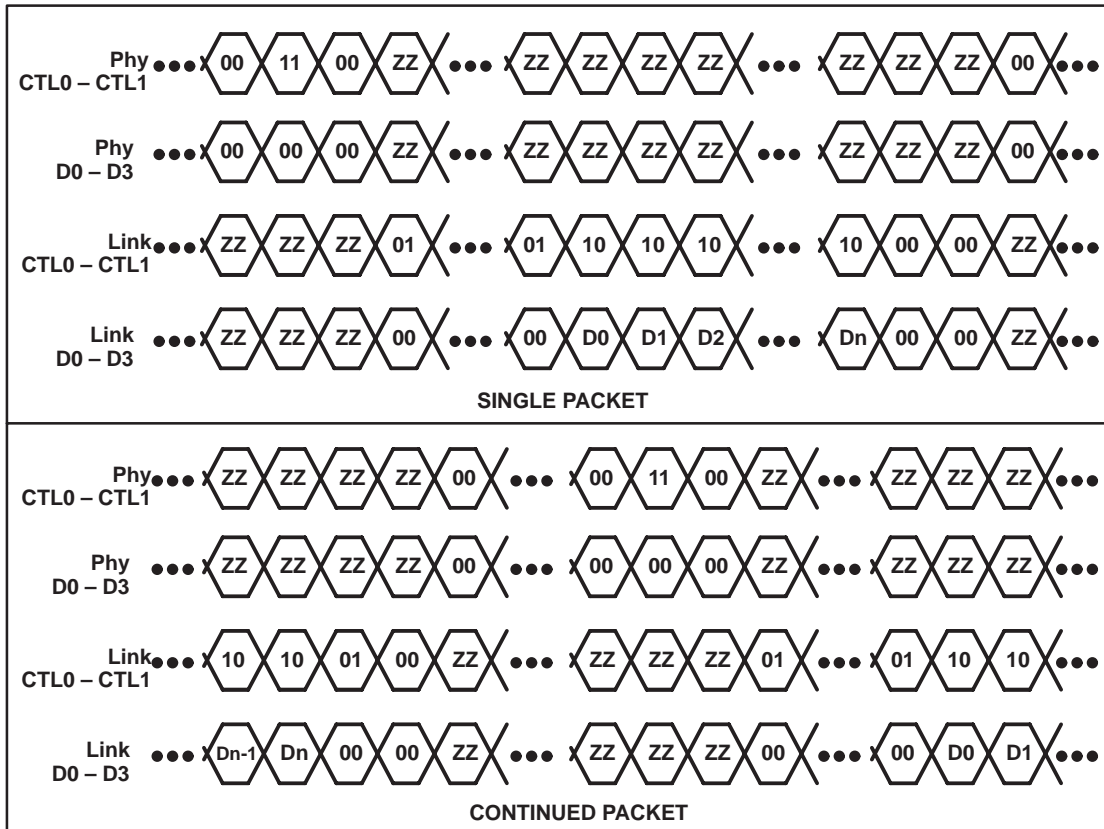 Phy CTL0 – CTL1 00 11 00 ZZ ZZ ZZ ZZ ZZ ZZ ZZ ZZ 00
Phy D0 – D3 00 00 00 ZZ ZZ ZZ ZZ ZZ ZZ ZZ ZZ 00
Link CTL0 – CTL1 ZZ ZZ ZZ 01 01 10 10 10 10 00 00 ZZ
Link D0 – D3 ZZ ZZ ZZ 00 00 D0 D1 D2 Dn 00 00 ZZ
SINGLE PACKET
Phy CTL0 – CTL1 ZZ ZZ ZZ ZZ 00 00 11 00 ZZ ZZ ZZ ZZ
Phy D0 – D3 ZZ ZZ ZZ ZZ 00 00 00 00 ZZ ZZ ZZ ZZ
Link CTL0 – CTL1 10 10 01 00 ZZ ZZ ZZ ZZ 01 01 10 10
Link D0 – D3 Dn-1 Dn 00 00 ZZ ZZ ZZ ZZ 00 00 D0 D1
CONTINUED PACKET